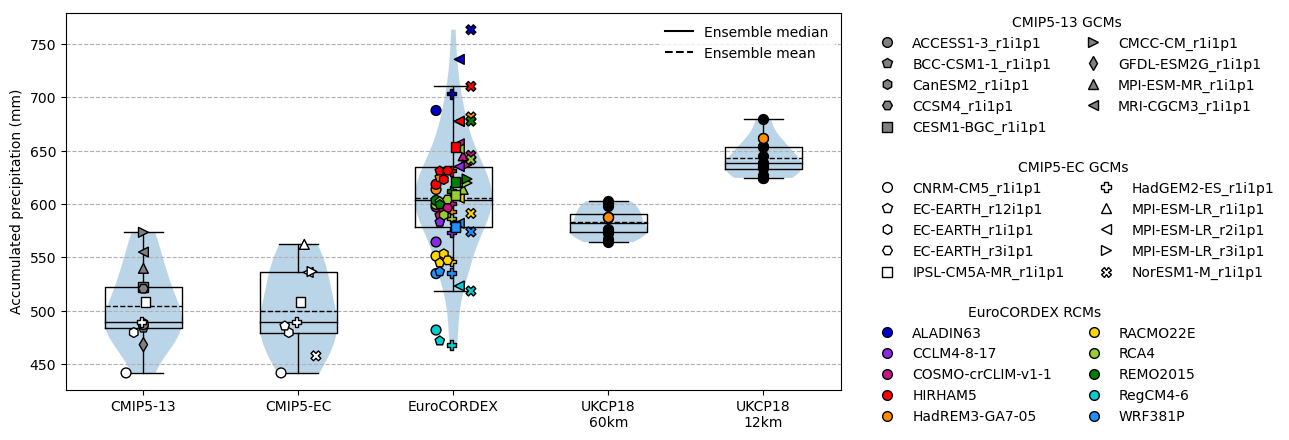 Accumulated precipitation (mm)
750
700
650
600
550
500
450
Ensemble median
Ensemble mean
CMIP5-13
CMIP5-EC
EuroCORDEX
UKCP18
60km
UKCP18
12km
CMIP5-13 GCMs
ACCESS1-3_r1i1p1
BCC-CSM1-1_r1i1p1
CanESM2_r1i1p1
CCSM4_r1i1p1
CESM1-BGC_r1i1p1
CMCC-CM_r1i1p1
GFDL-ESM2G_r1i1p1
MPI-ESM-MR_r1i1p1
MRI-CGCM3_r1i1p1
CMIP5-EC GCMs
CNRM-CM5_r1i1p1
EC-EARTH_r12i1p1
EC-EARTH_r1i1p1
EC-EARTH_r3i1p1
IPSL-CM5A-MR_r1i1p1
HadGEM2-ES_r1i1p1
MPI-ESM-LR_r1i1p1
MPI-ESM-LR_r2i1p1
MPI-ESM-LR_r3i1p1
NorESM1-M_r1i1p1
EuroCORDEX RCMs
ALADIN63
CCLM4-8-17
COSMO-crCLIM-v1-1
HIRHAM5
HadREM3-GA7-05
RACMO22E
RCA4
REMO2015
RegCM4-6
WRF381P